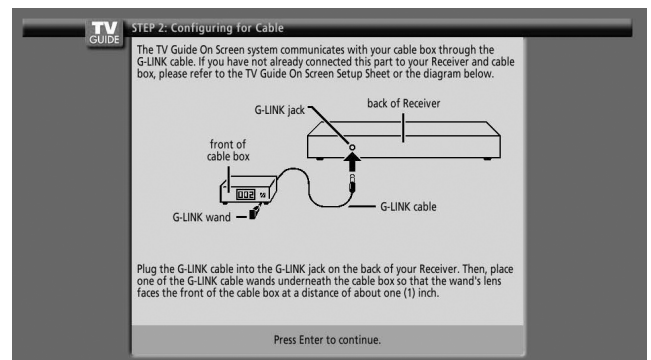 TV
GUIDE
STEP 2: Configuring for Cable
The TV Guide On Screen system communicates with your cable box through the
G-LINK cable. If you have not already connected this part to your Receiver and cable
box, please refer to the TV Guide On Screen Setup Sheet or the diagram below.
G-LINK jack
back of Receiver
front of
cable box
002
G-LINK wand
G-LINK cable
Plug the G-LINK cable into the G-LINK jack on the back of your Receiver. Then, place
one of the G-LINK cable wands underneath the cable box so that the wand's lens
faces the front of the cable box at a distance of about one (1) inch.
Press Enter to continue.